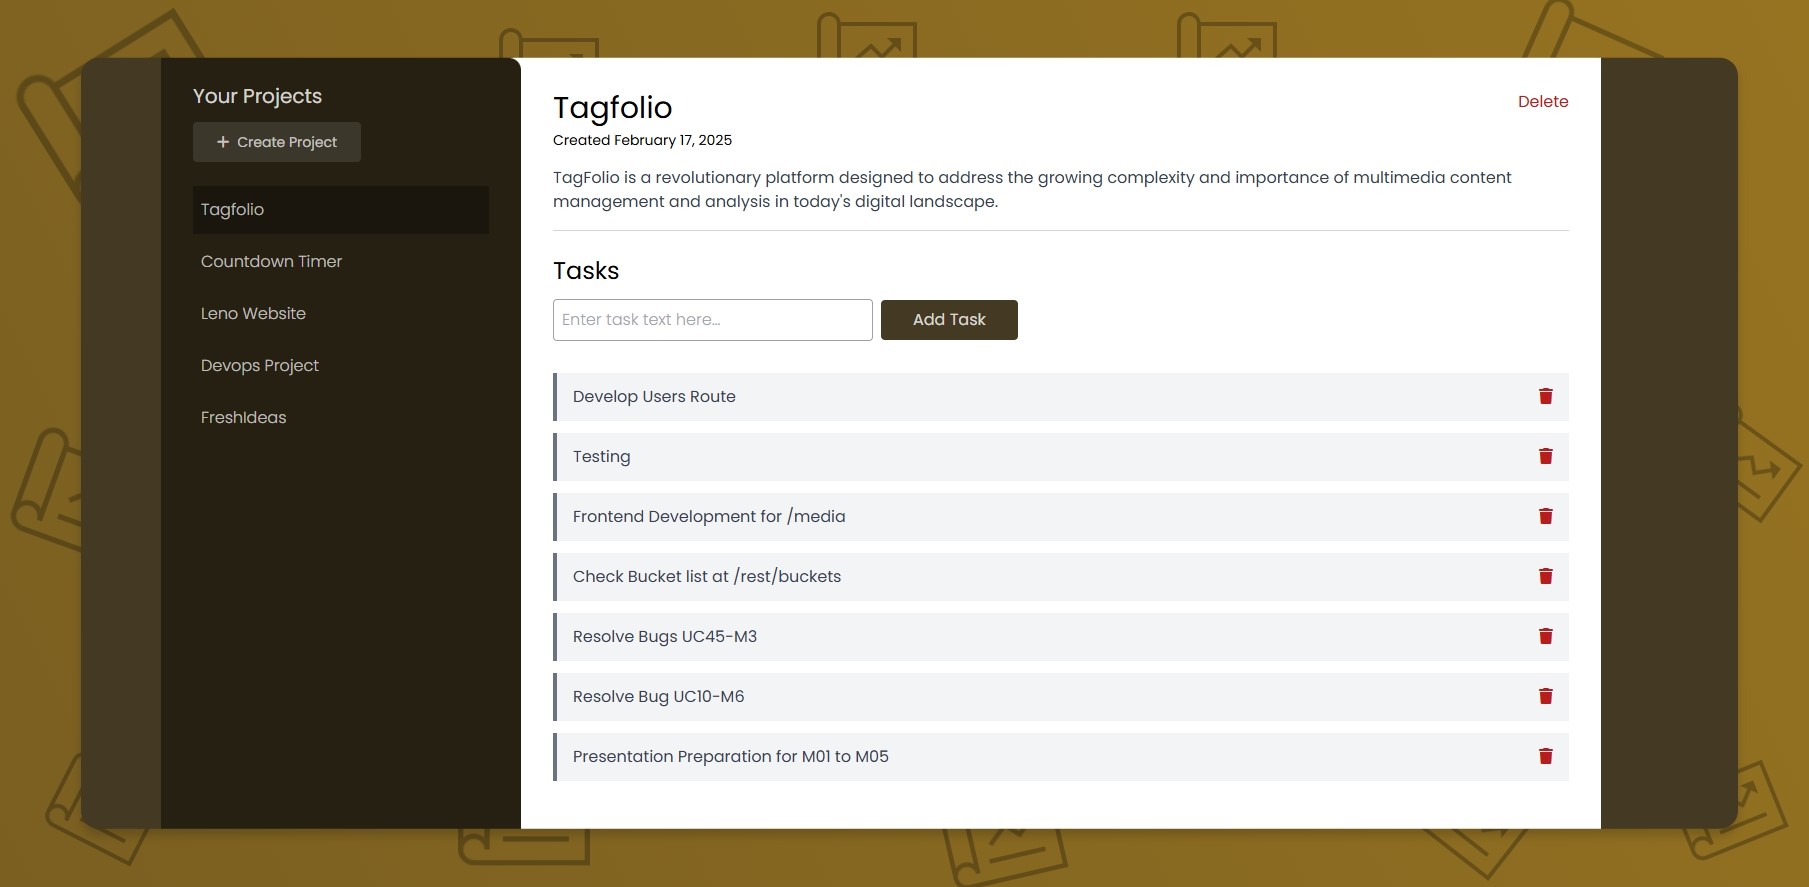 Your Projects
+ Create Project
Tagfolio
Countdown Timer
Leno Website
Devops Project
FreshIdeas
Tagfolio
Delete
Created February 17, 2025
TagFolio is a revolutionary platform designed to address the growing complexity and importance of multimedia content
management and analysis in today's digital landscape.
Tasks
Enter task text here...
Add Task
Develop Users Route
Testing
Frontend Development for /media
Check Bucket list at /rest/buckets
Resolve Bugs UC45-M3
Resolve Bug UC10-M6
Presentation Preparation for M01 to M05